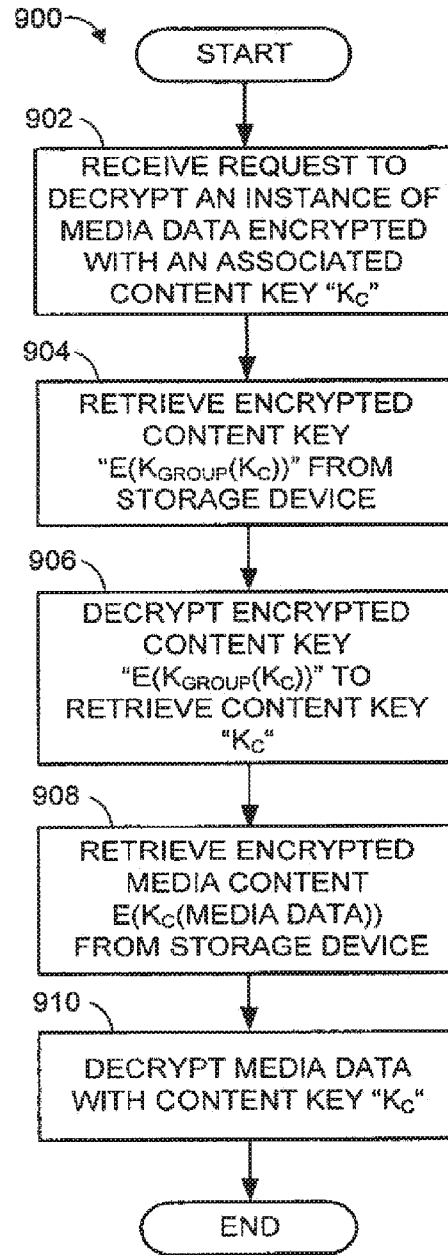 900
START
902
RECEIVE REQUEST TO
DECRYPT AN INSTANCE OF
MEDIA DATA ENCRYPTED
WITH AN ASSOCIATED
CONTENT KEY "KC"
904
RETRIEVE ENCRYPTED
CONTENT KEY
"E(KGROUP(KC))" FROM
STORAGE DEVICE
906
DECRYPT ENCRYPTED
CONTENT KEY
"E(KGROUP(KC))" TO
RETRIEVE CONTENT KEY
"KC"
908
RETRIEVE ENCRYPTED
MEDIA CONTENT
E(KC(MEDIA DATA))
FROM STORAGE DEVICE
910
DECRYPT MEDIA DATA
WITH CONTENT KEY "KC"
END